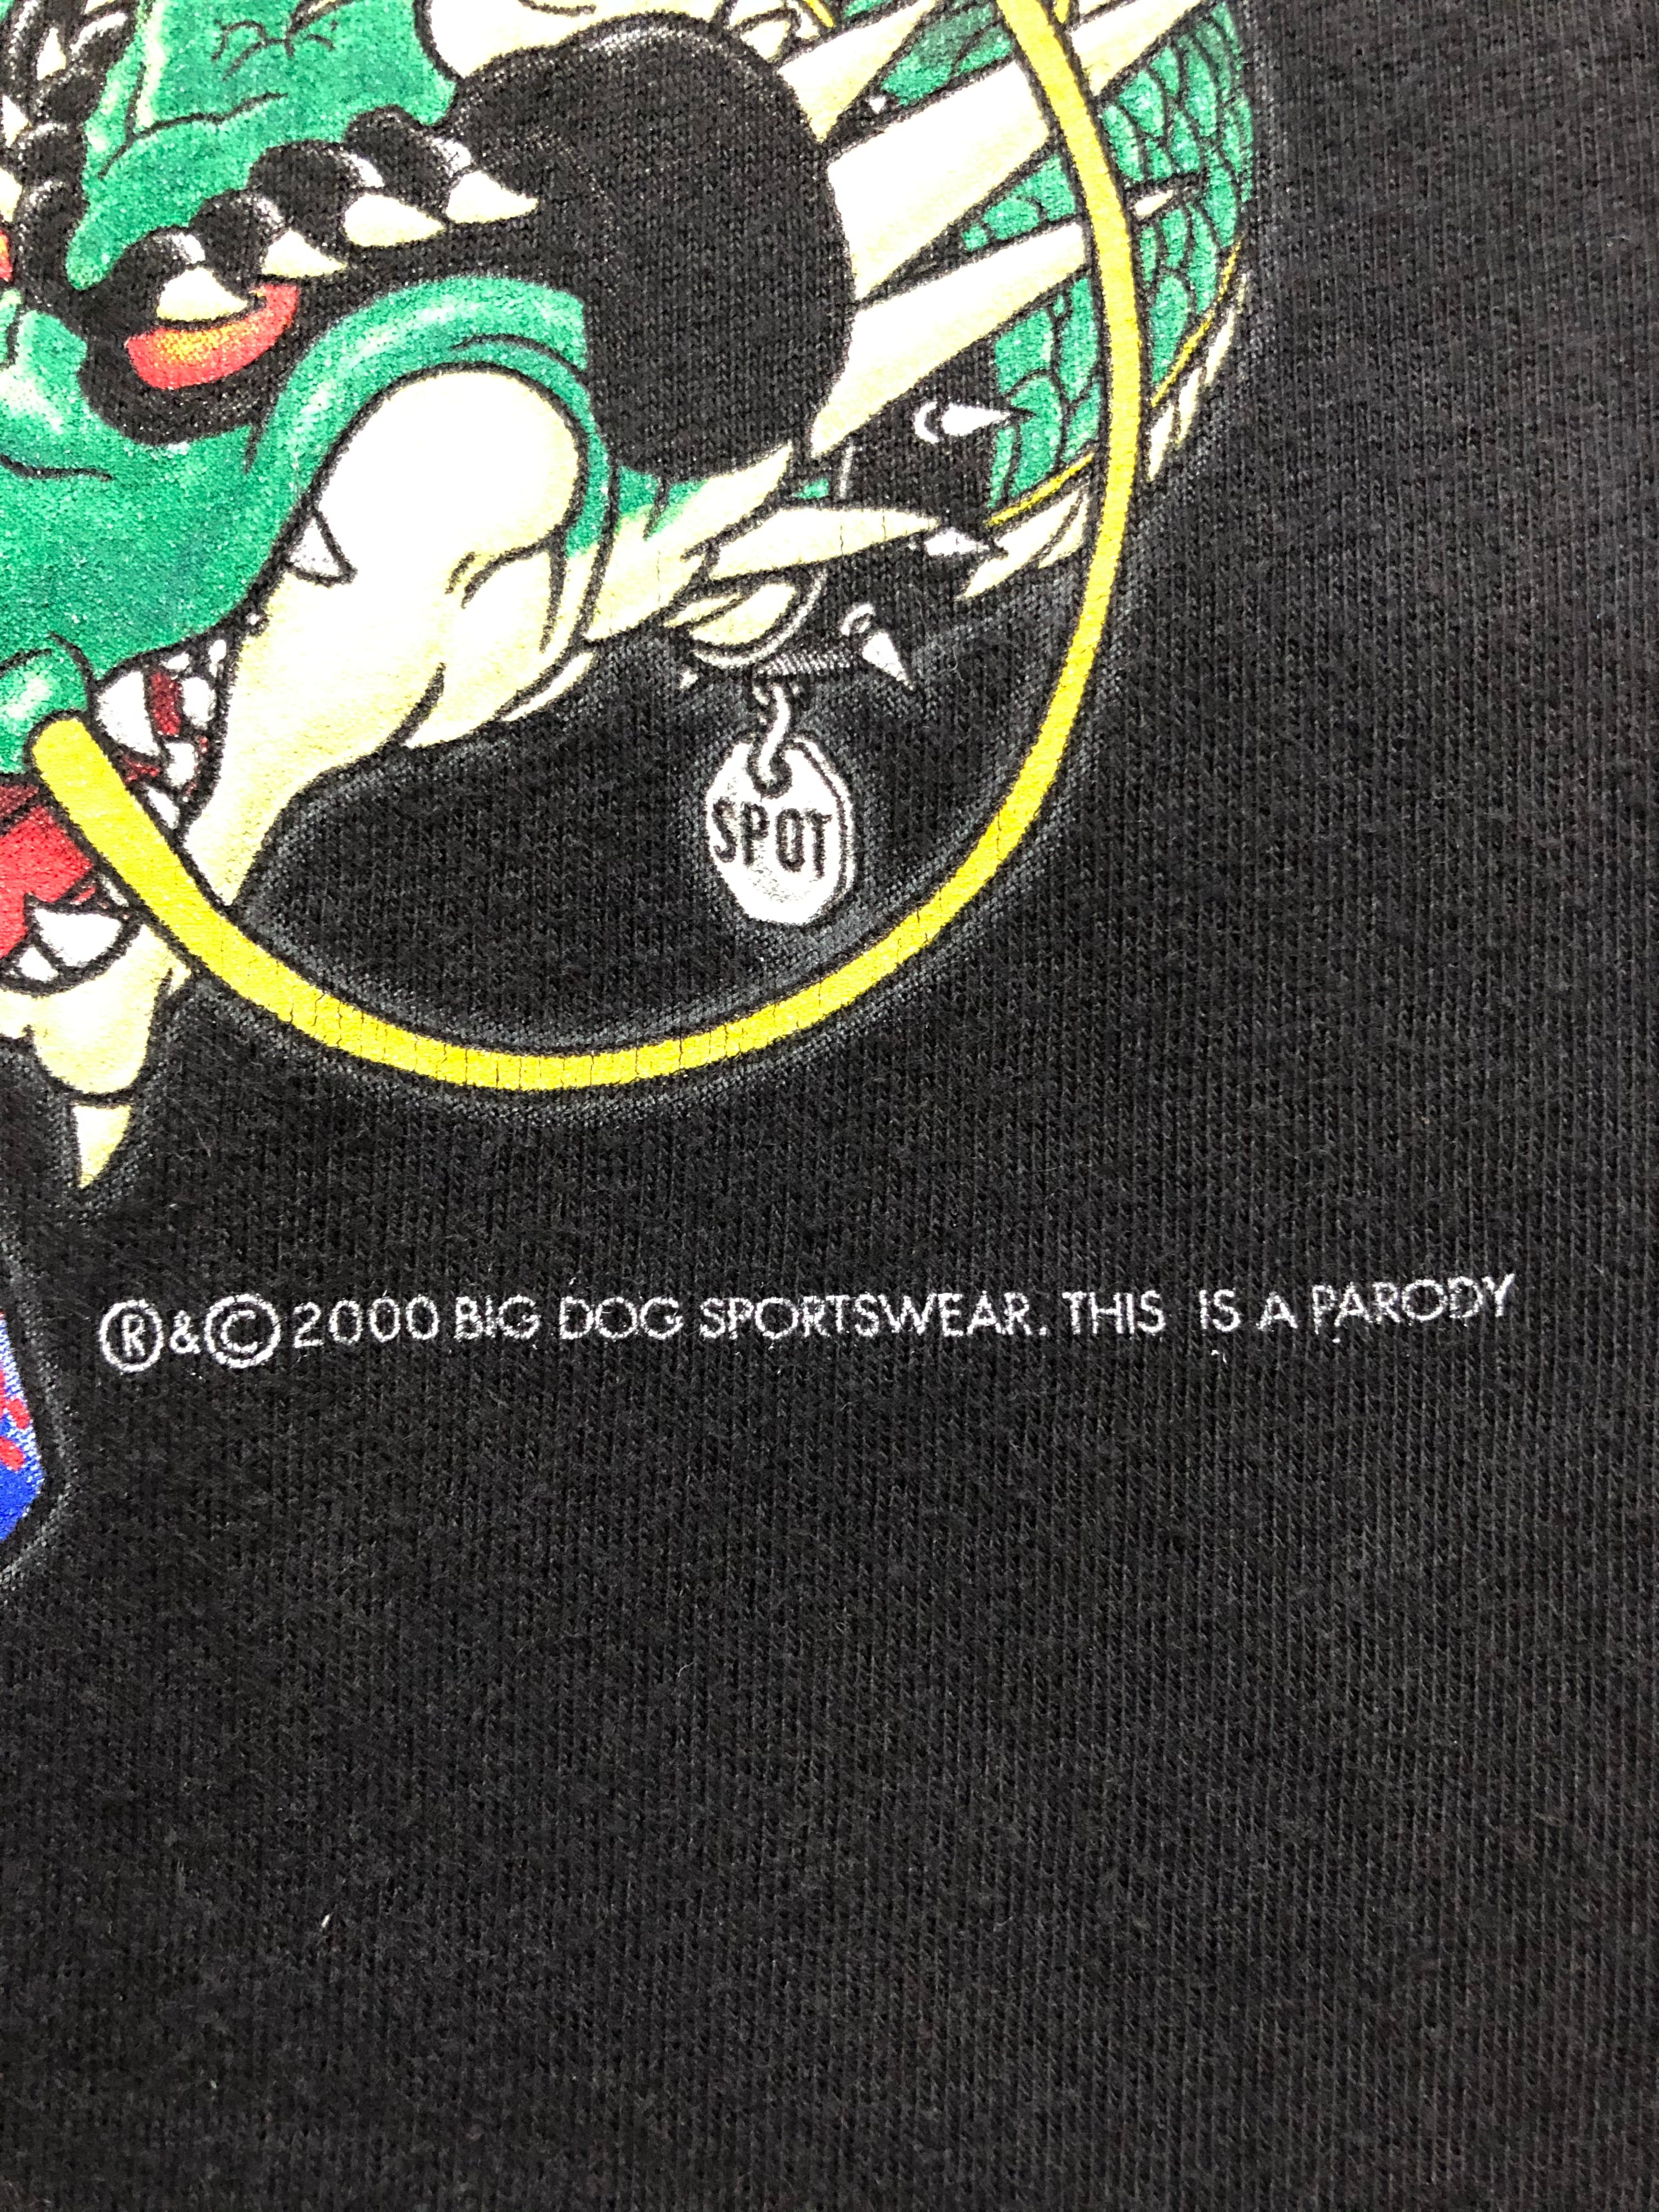 SPOT
®&©2000 BIG DOG SPORTSWEAR. THIS IS A PARODY